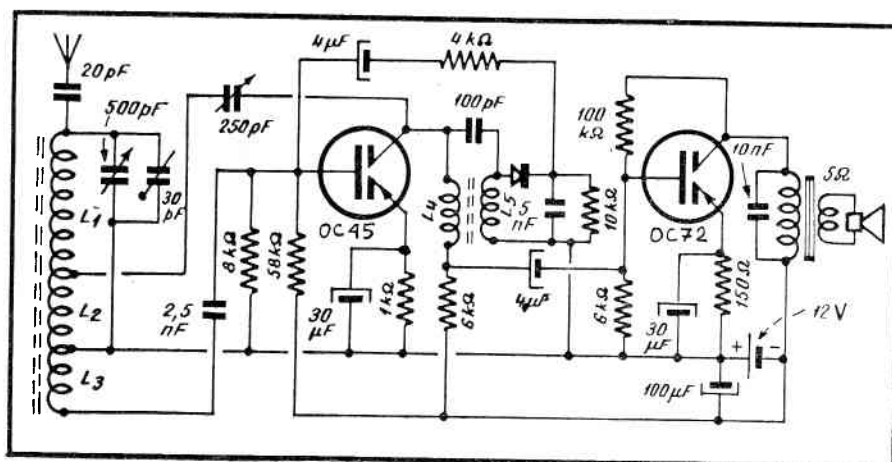 20pF
500pF
30
pF
L1
L2
L3
2,5
nF
250pF
8kΩ
58kΩ
4µF
4kΩ
100pF
OC45
30
µF
1kΩ
L4
L5
5
nF
10kΩ
6kΩ
4µF
100
kΩ
6kΩ
OC72
30
µF
150Ω
100µF
10nF
5Ω
12V
+
-